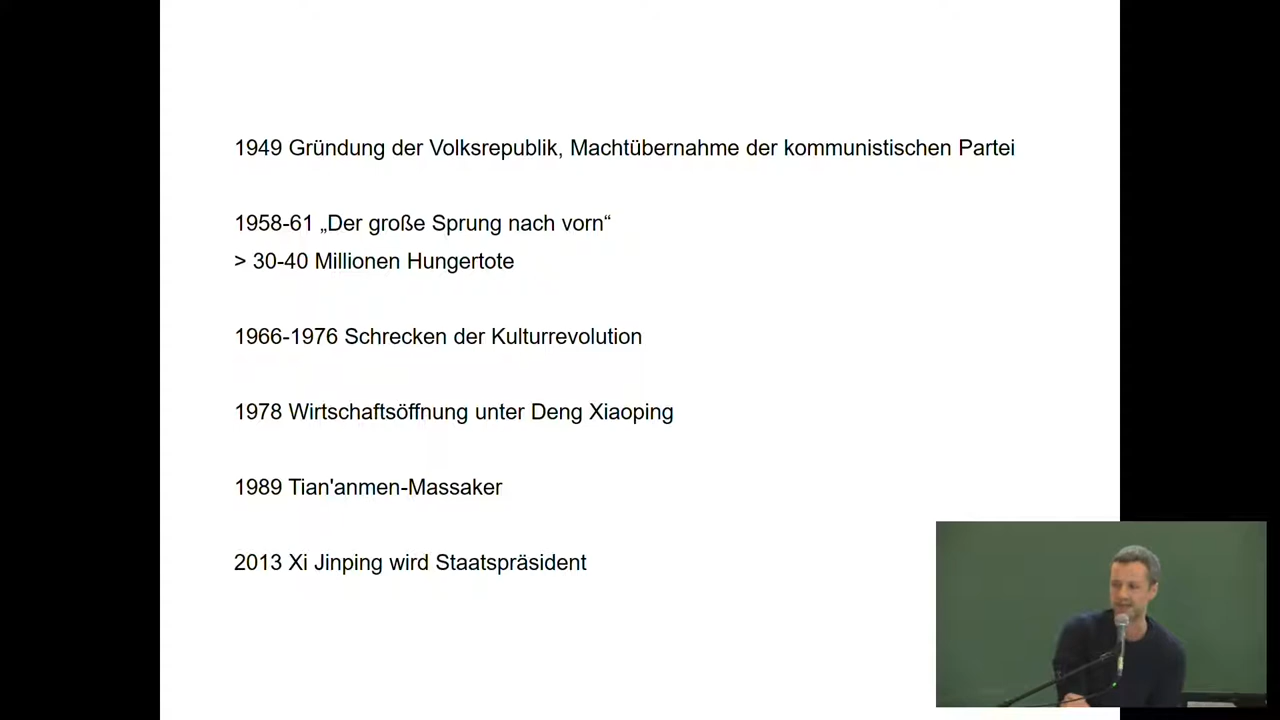 1949 Gründung der Volksrepublik, Machtübernahme der kommunistischen Partei
1958-61 „Der große Sprung nach vorn“
> 30-40 Millionen Hungertote
1966-1976 Schrecken der Kulturrevolution
1978 Wirtschaftsöffnung unter Deng Xiaoping
1989 Tian'anmen-Massaker
2013 Xi Jinping wird Staatspräsident